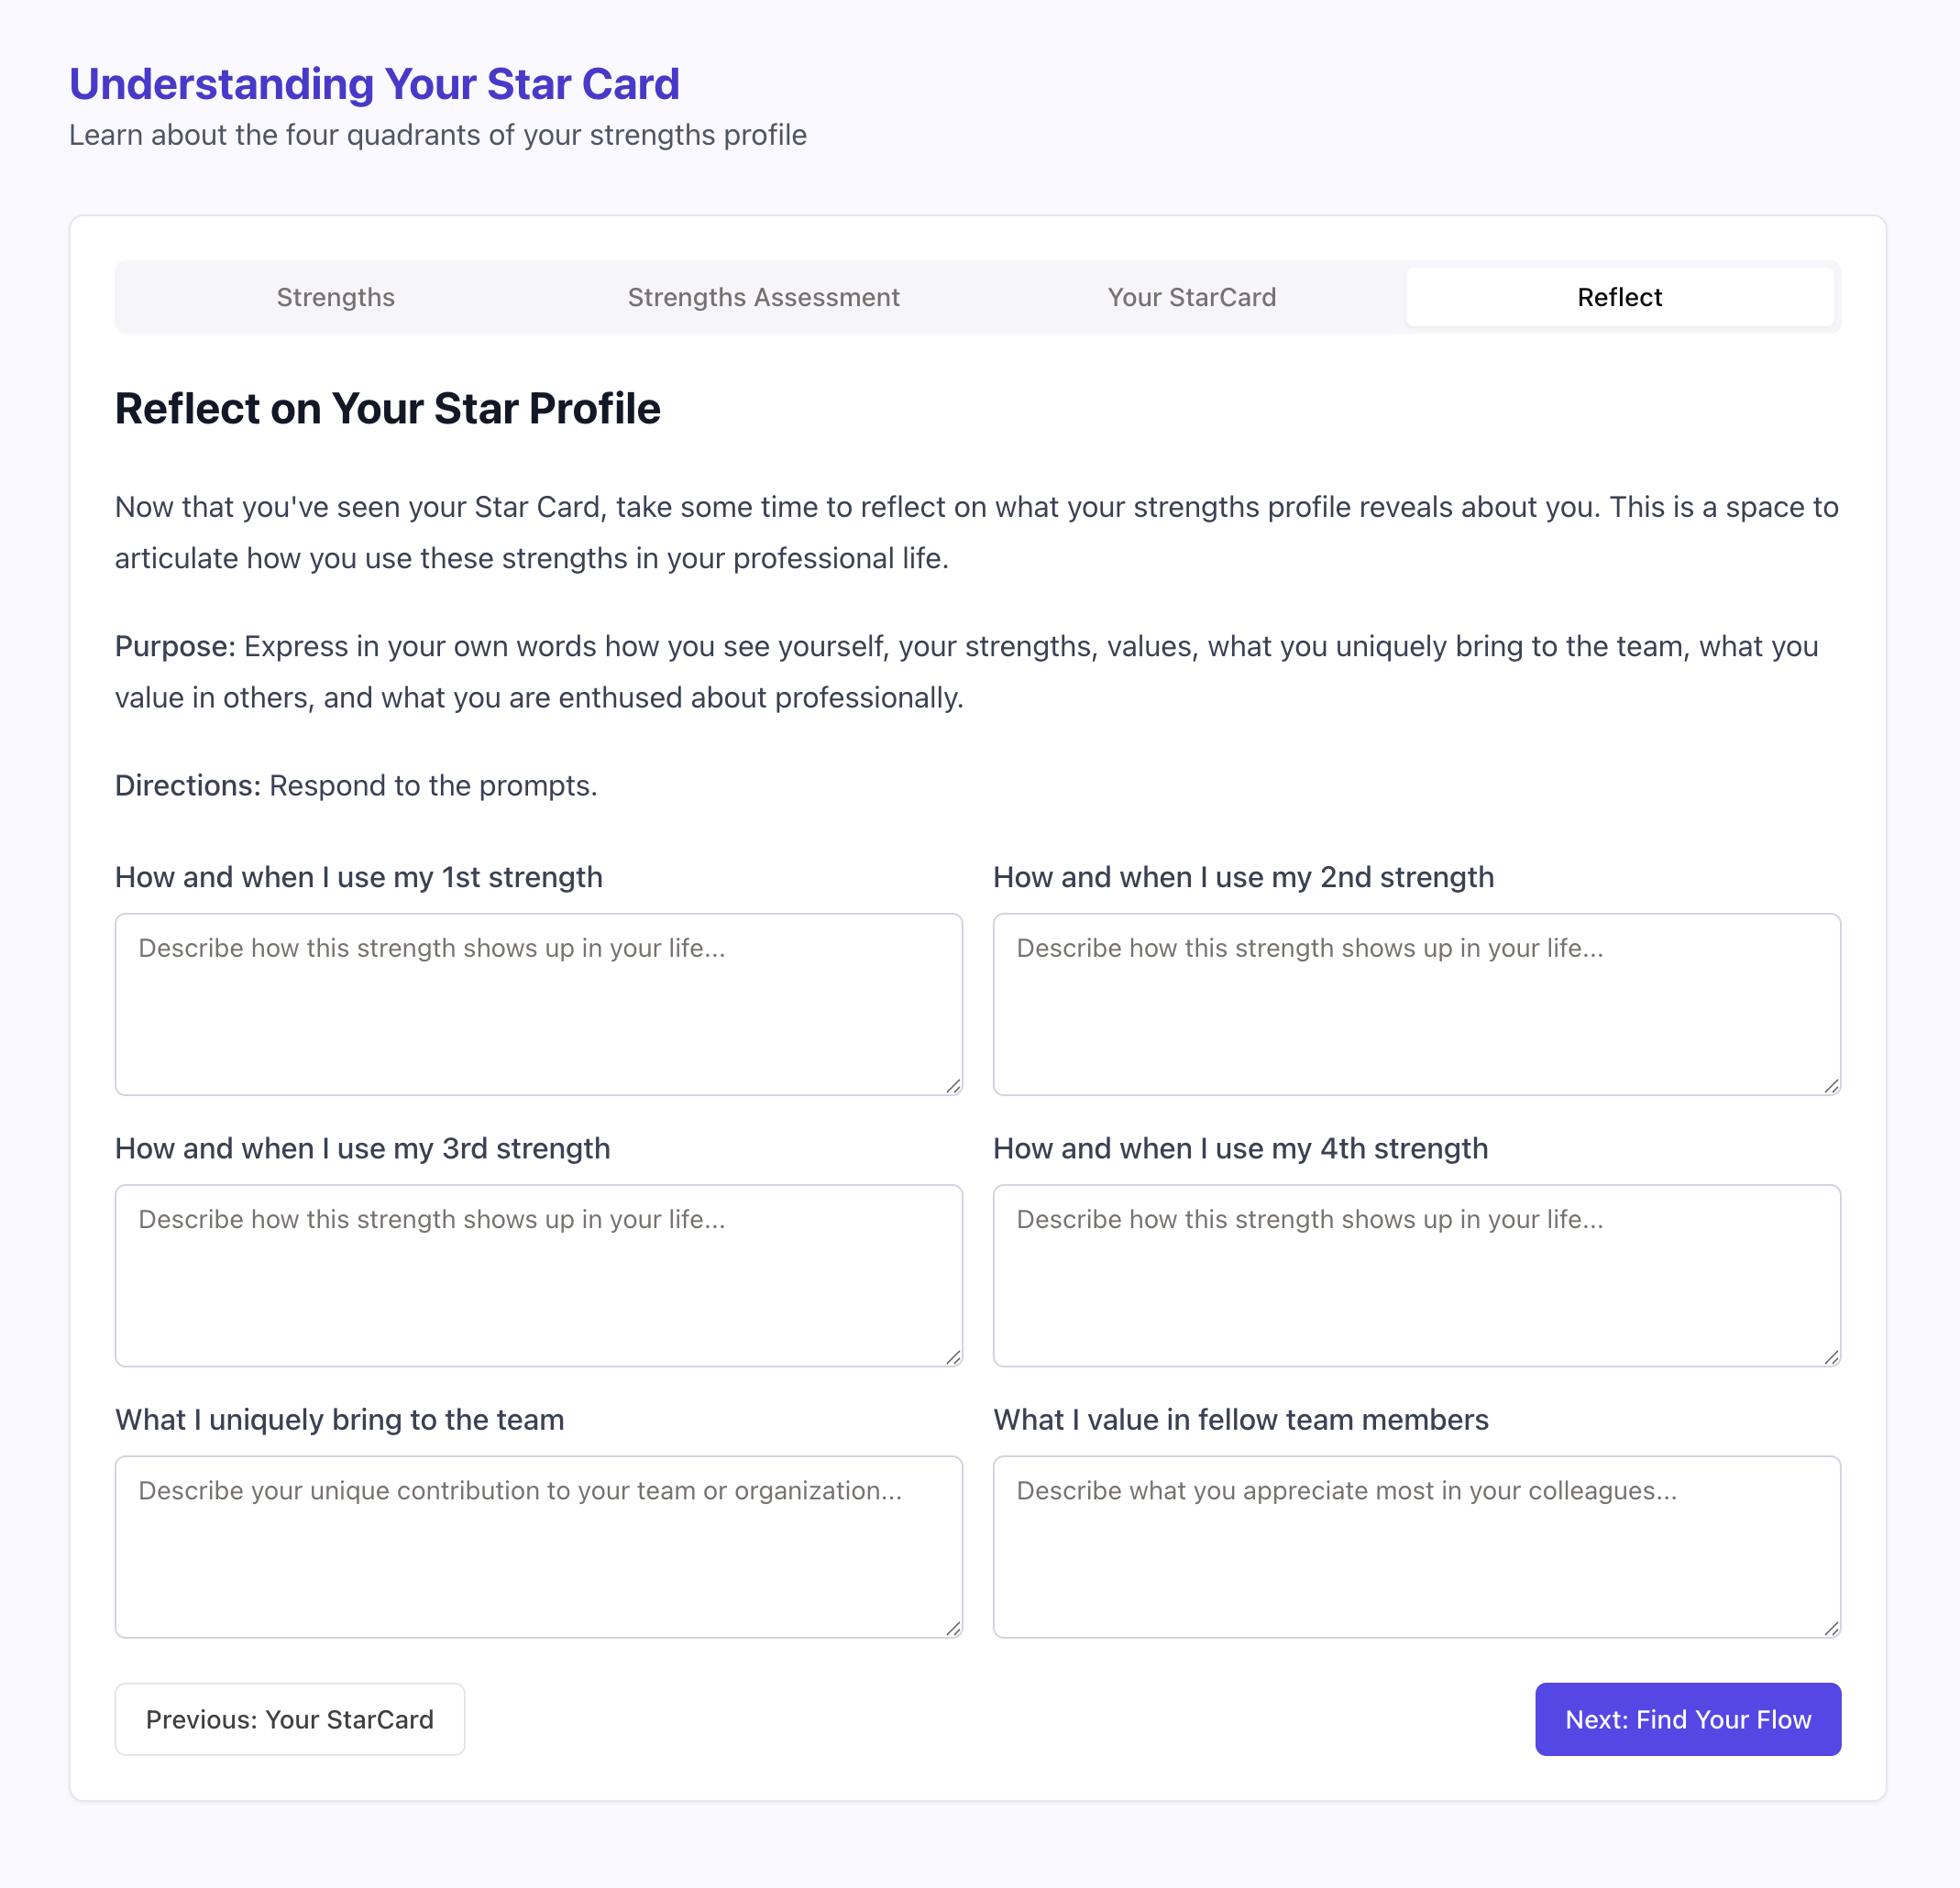 Understanding Your Star Card
Learn about the four quadrants of your strengths profile
Strengths
Strengths Assessment
Your StarCard
Reflect
Reflect on Your Star Profile
Now that you've seen your Star Card, take some time to reflect on what your strengths profile reveals about you. This is a space to
articulate how you use these strengths in your professional life.
Purpose: Express in your own words how you see yourself, your strengths, values, what you uniquely bring to the team, what you
value in others, and what you are enthused about professionally.
Directions: Respond to the prompts.
How and when I use my 1st strength
Describe how this strength shows up in your life...
How and when I use my 2nd strength
Describe how this strength shows up in your life...
How and when I use my 3rd strength
Describe how this strength shows up in your life...
How and when I use my 4th strength
Describe how this strength shows up in your life...
What I uniquely bring to the team
Describe your unique contribution to your team or organization...
What I value in fellow team members
Describe what you appreciate most in your colleagues...
Previous: Your StarCard
Next: Find Your Flow